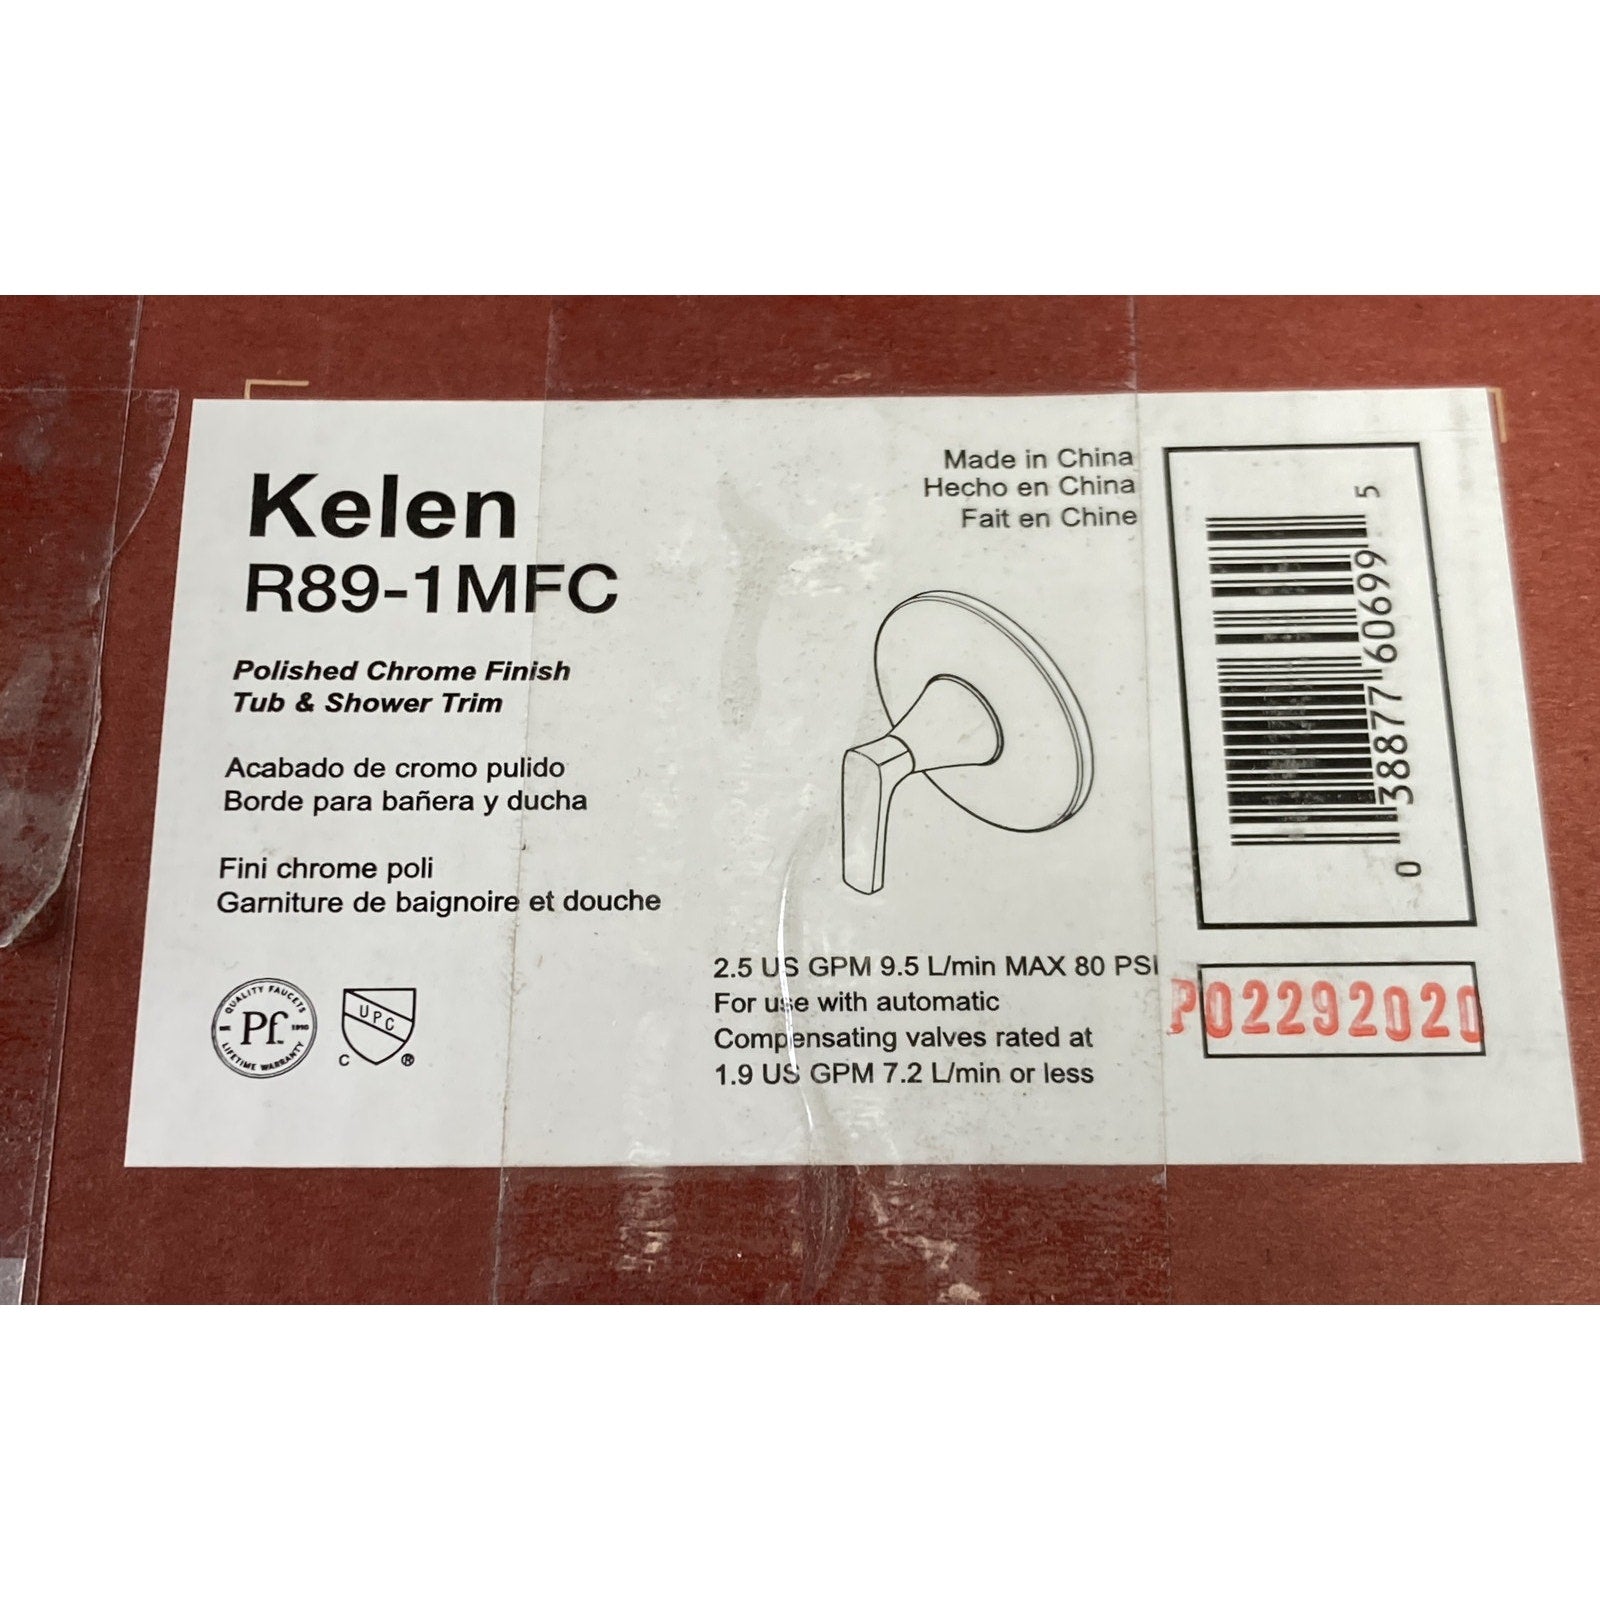 Kelen
R89-1MFC
Polished Chrome Finish
Tub & Shower Trim
Acabado de cromo pulido
Borde para bañera y ducha
Fini chrome poli
Garniture de baignoire et douche
QUALITY FAUCETS
Pf
LIFETIME WARRANTY
UPC
C ®
Made in China
Hecho en China
Fait en Chine
2.5 US GPM 9.5 L/min MAX 80 PSI
For use with automatic
Compensating valves rated at
1.9 US GPM 7.2 L/min or less
0 38877 60699 5
P02292020